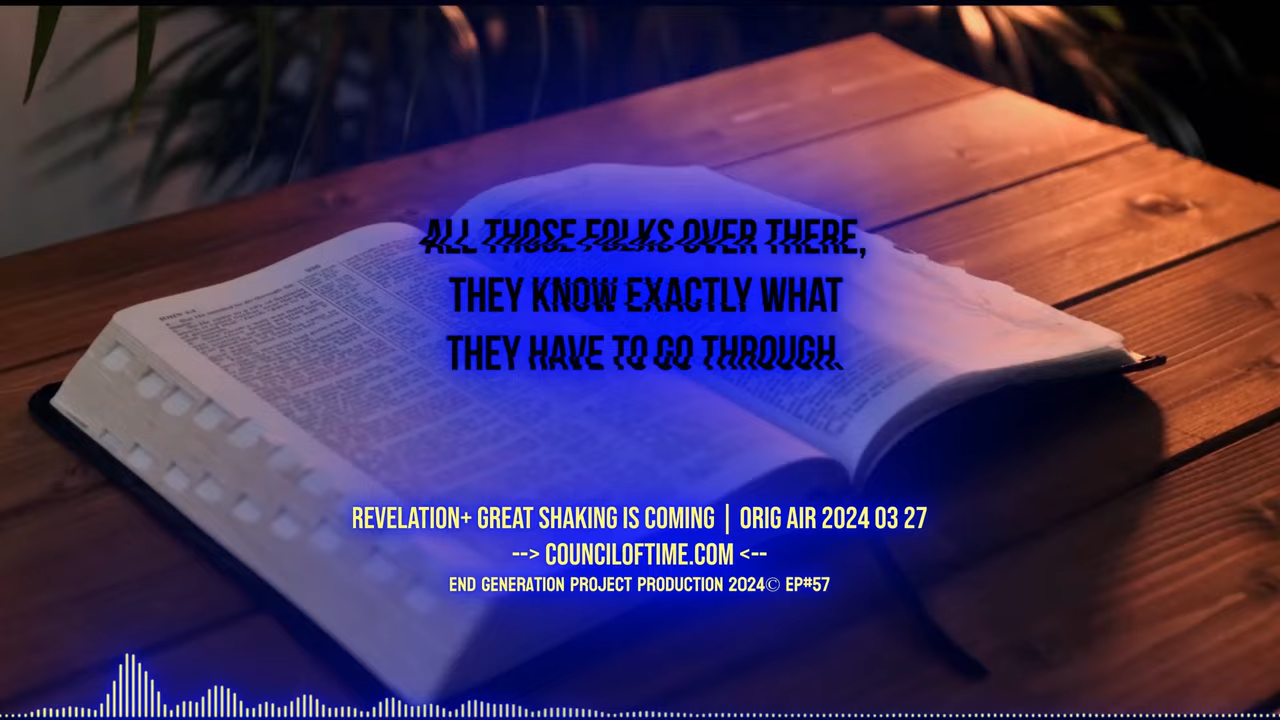 ALL THOSE FOLKS OVER THERE,
THEY KNOW EXACTLY WHAT
THEY HAVE TO GO THROUGH.
REVELATION+ GREAT SHAKING IS COMING | ORIG AIR 2024 03 27
--> COUNCILOFTIME.COM <--
END GENERATION PROJECT PRODUCTION 2024© EP#57